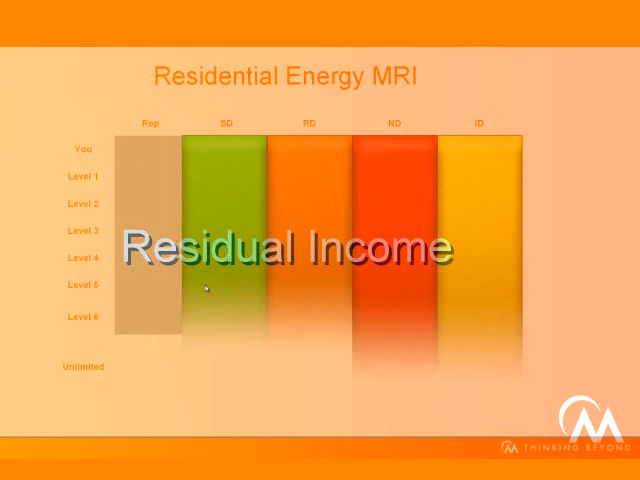 Residential Energy MRI
Rep SD RD ND ID
You
Level 1
Level 2
Level 3
Residual Income
Level 4
Level 5
Level 6
Unlimited
THINKING BEYOND